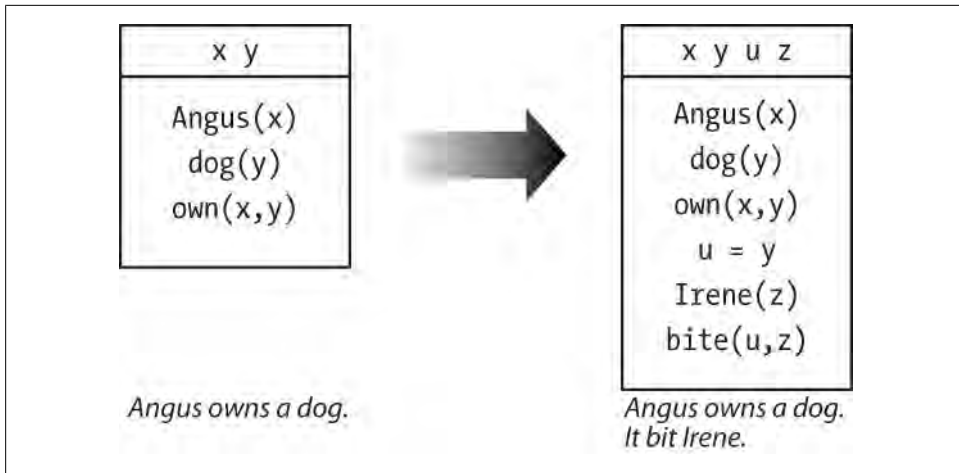 x y
Angus(x)
dog(y)
own(x,y)
Angus owns a dog.
x y u z
Angus(x)
dog(y)
own(x,y)
u = y
Irene(z)
bite(u,z)
Angus owns a dog.
It bit Irene.